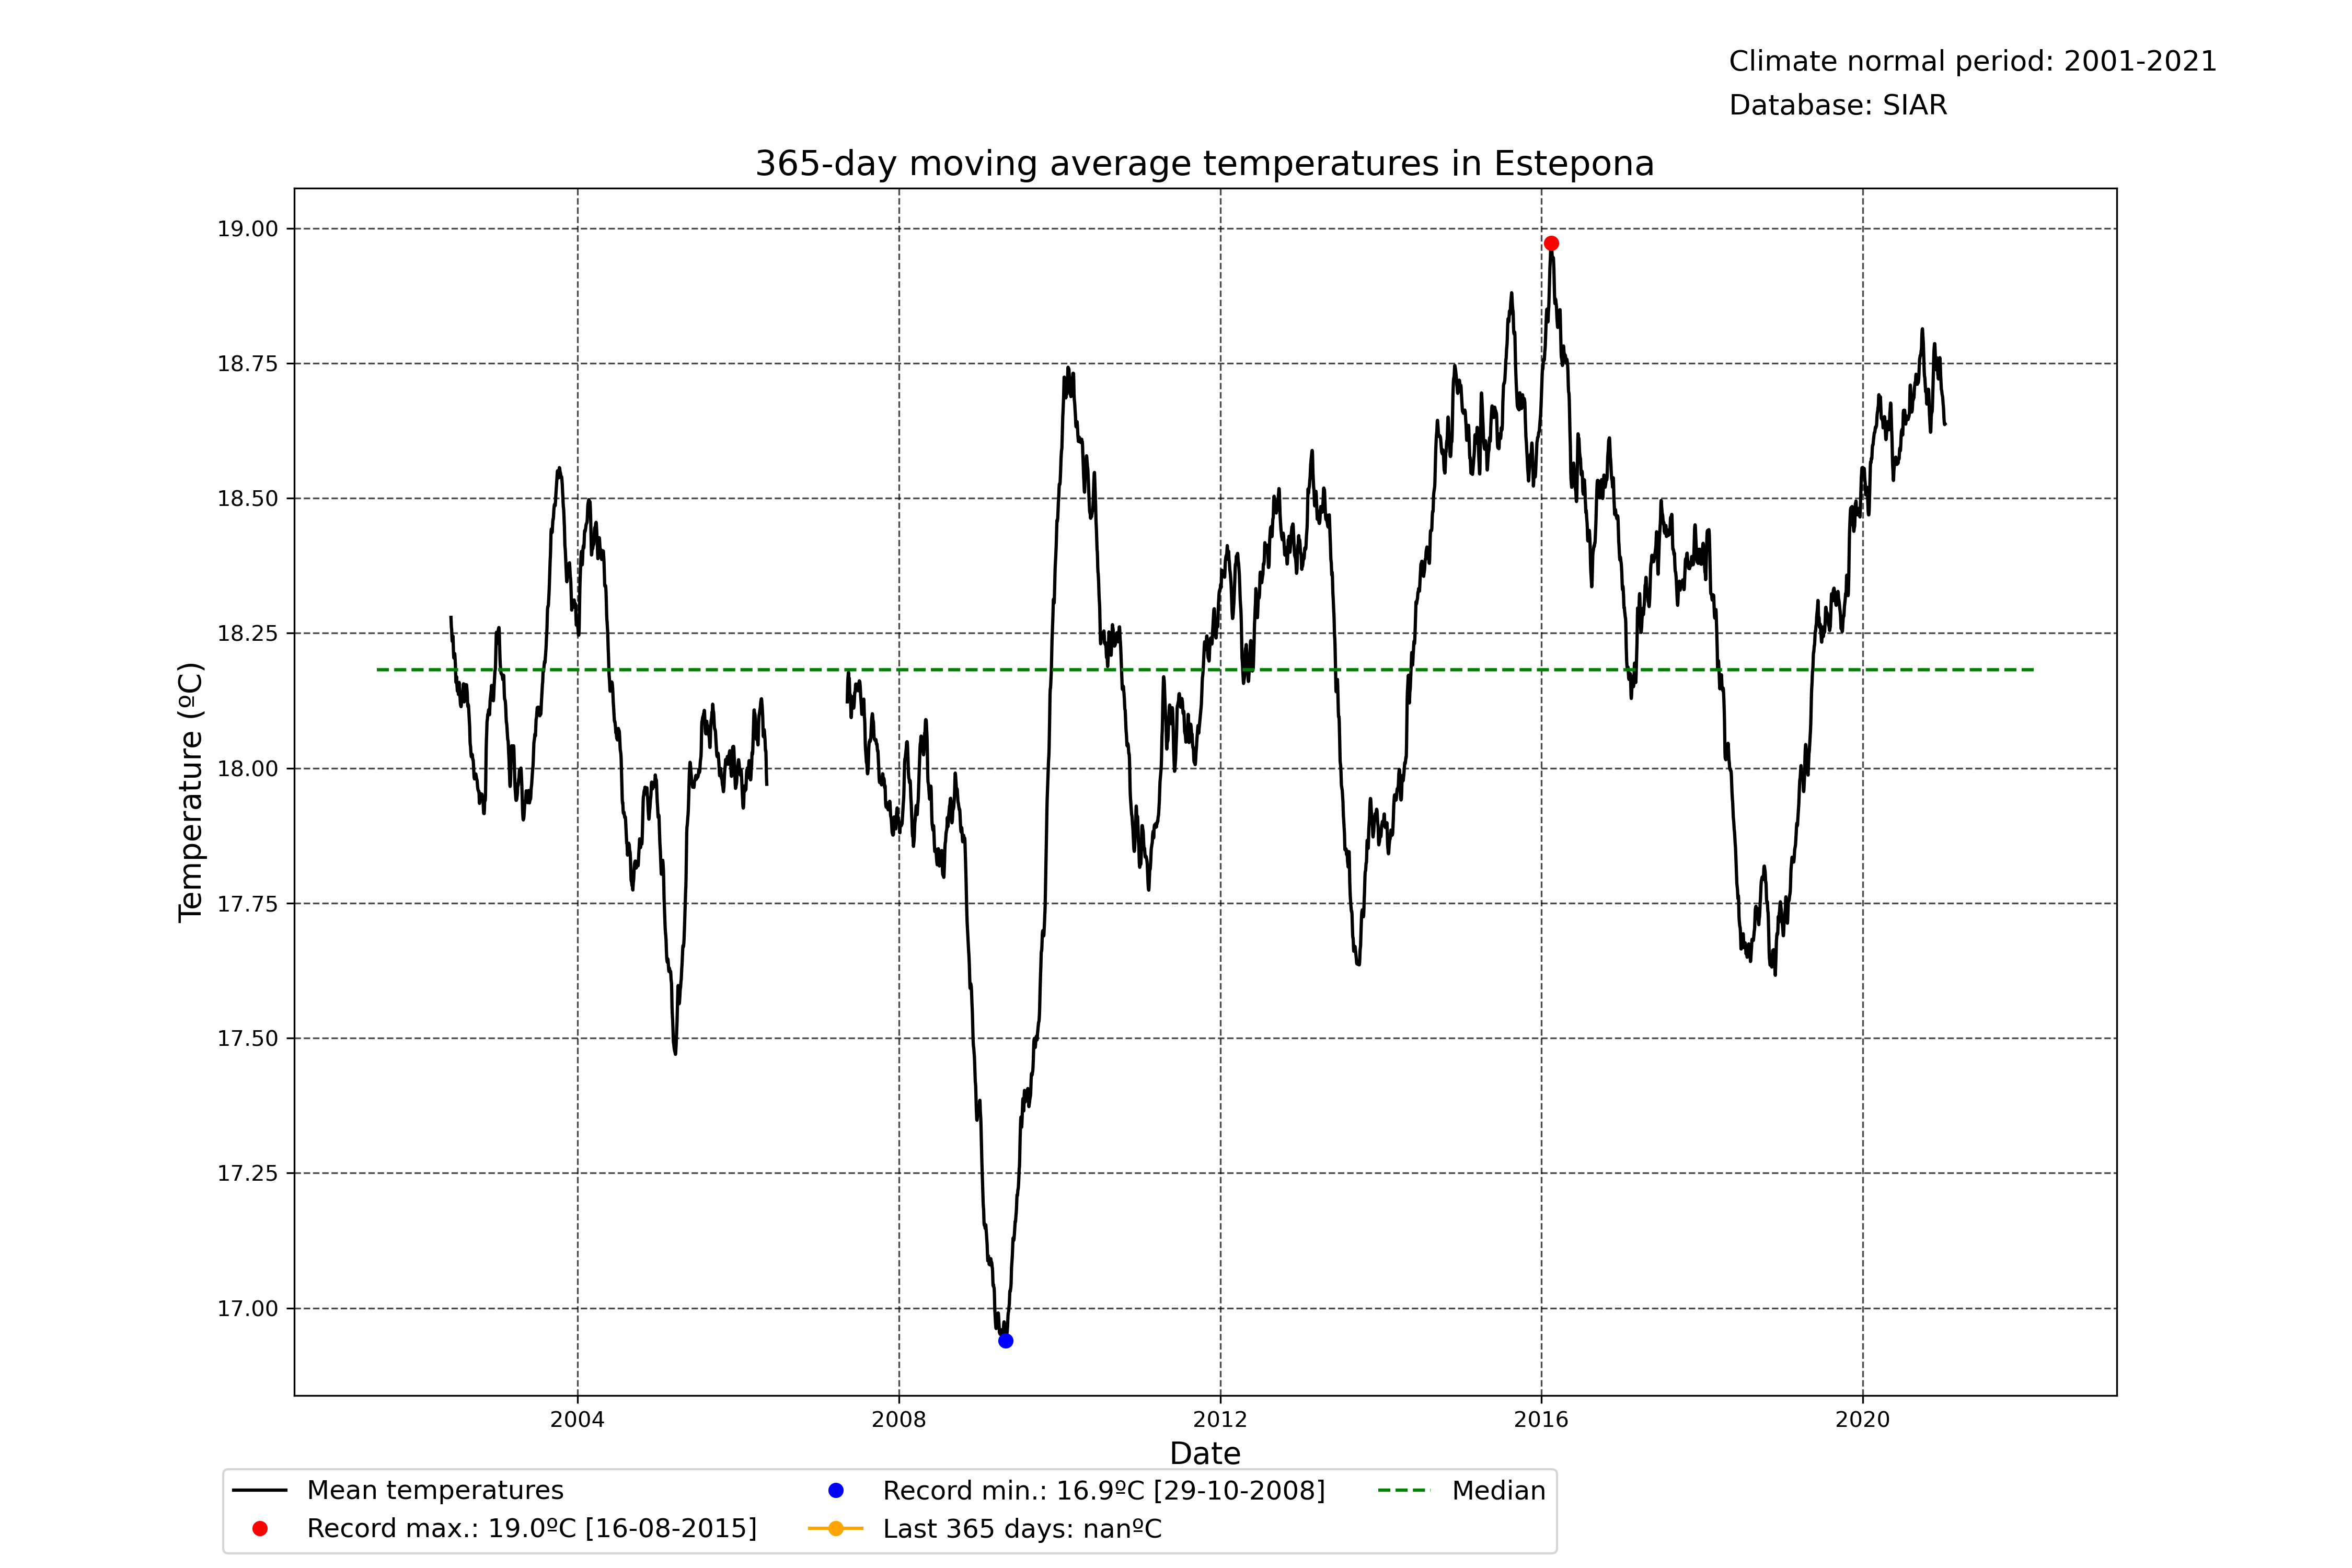 Climate normal period: 2001-2021
Database: SIAR
365-day moving average temperatures in Estepona
19.00
18.75
18.50
18.25
18.00
17.75
17.50
17.25
17.00
Temperature (ºC)
2004 2008 2012 2016 2020
Date
Mean temperatures
Record max.: 19.0ºC [16-08-2015]
Record min.: 16.9ºC [29-10-2008]
Last 365 days: nanºC
Median